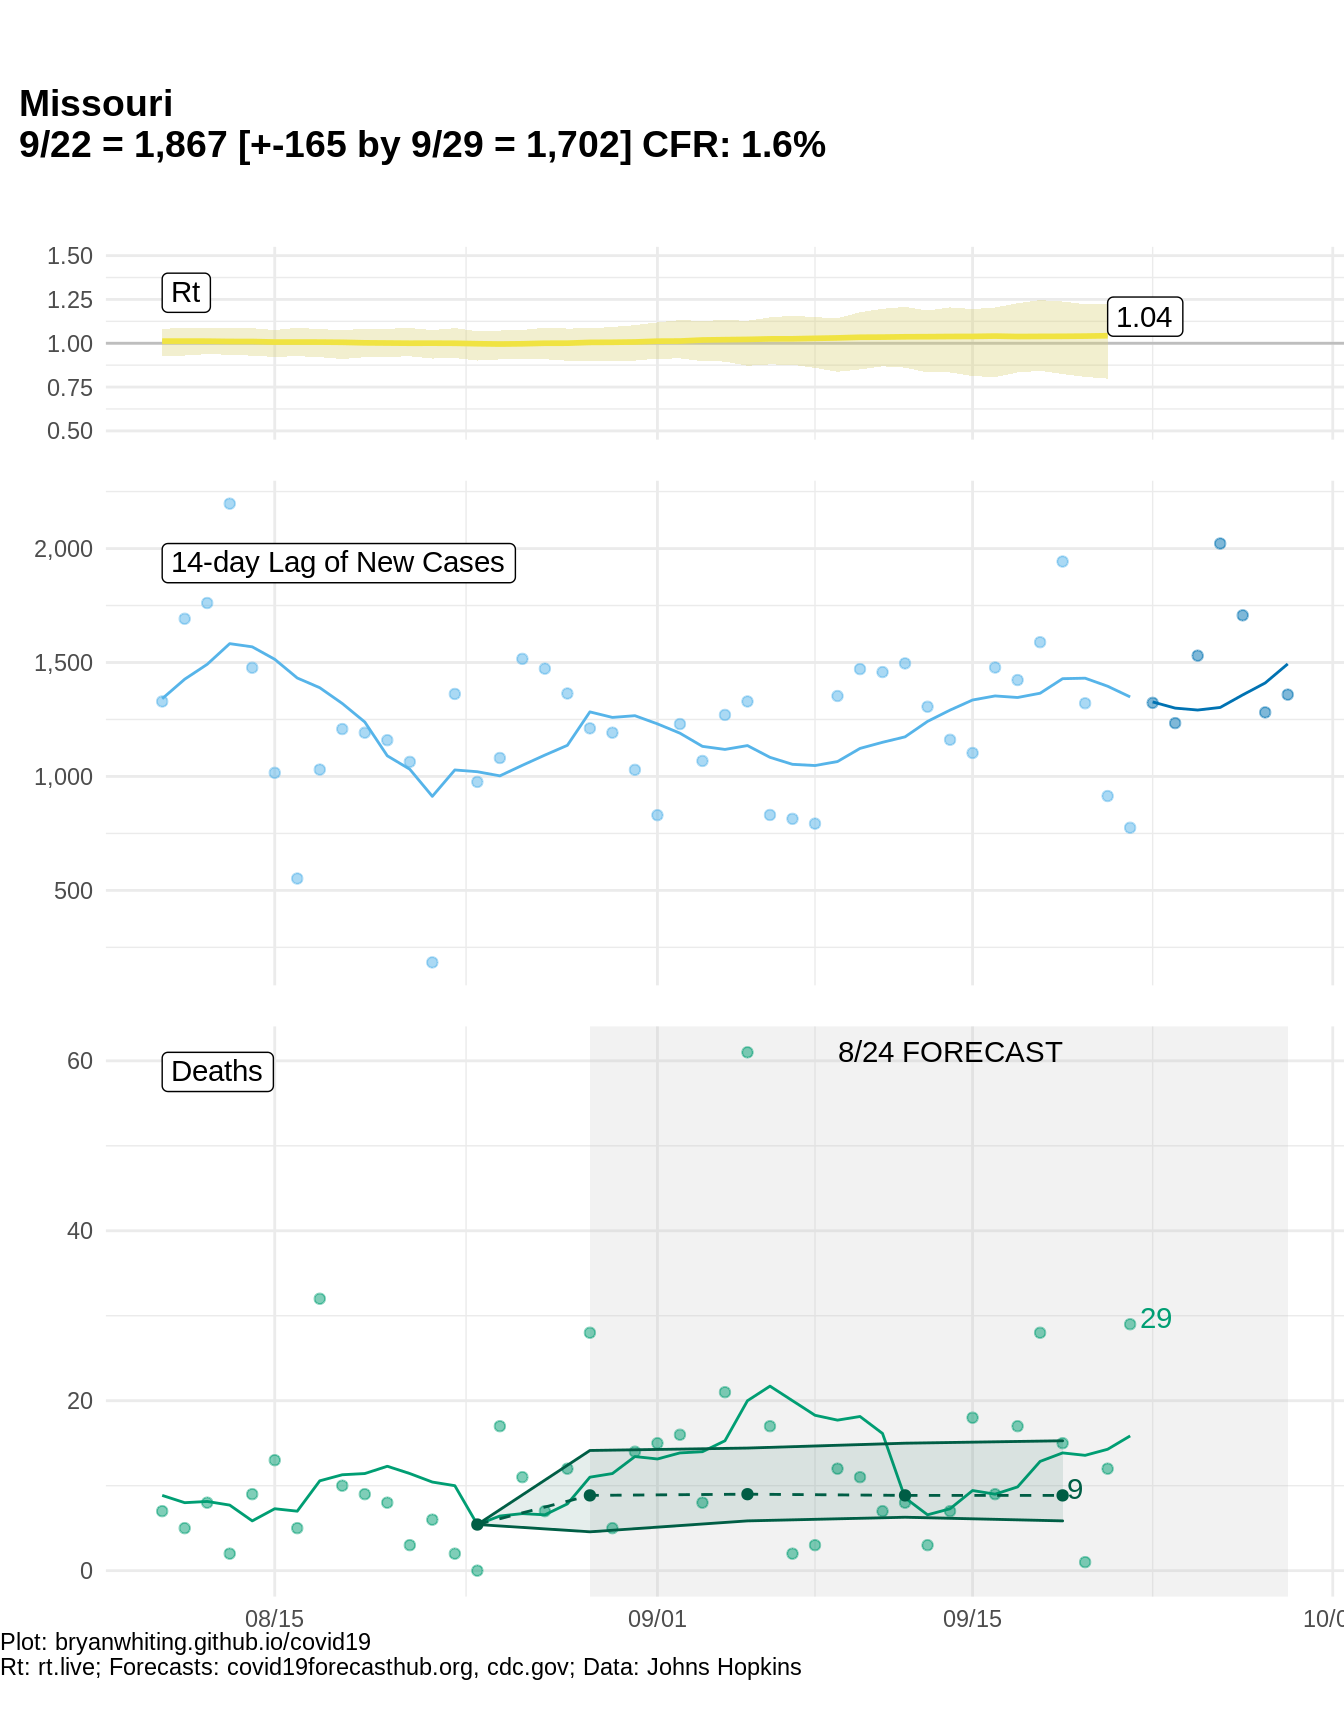 Missouri
9/22 = 1,867 [+-165 by 9/29 = 1,702] CFR: 1.6%
1.50
Rt
1.25
1.04
1.00
0.75
0.50
2,000
14-day Lag of New Cases
1,500
1,000
500
8/24 FORECAST
60
Deaths
40
29
20
9
0
08/15 09/01 09/15 10/0
Plot: bryanwhiting.github.io/covid19
Rt: rt.live; Forecasts: covid19forecasthub.org, cdc.gov; Data: Johns Hopkins